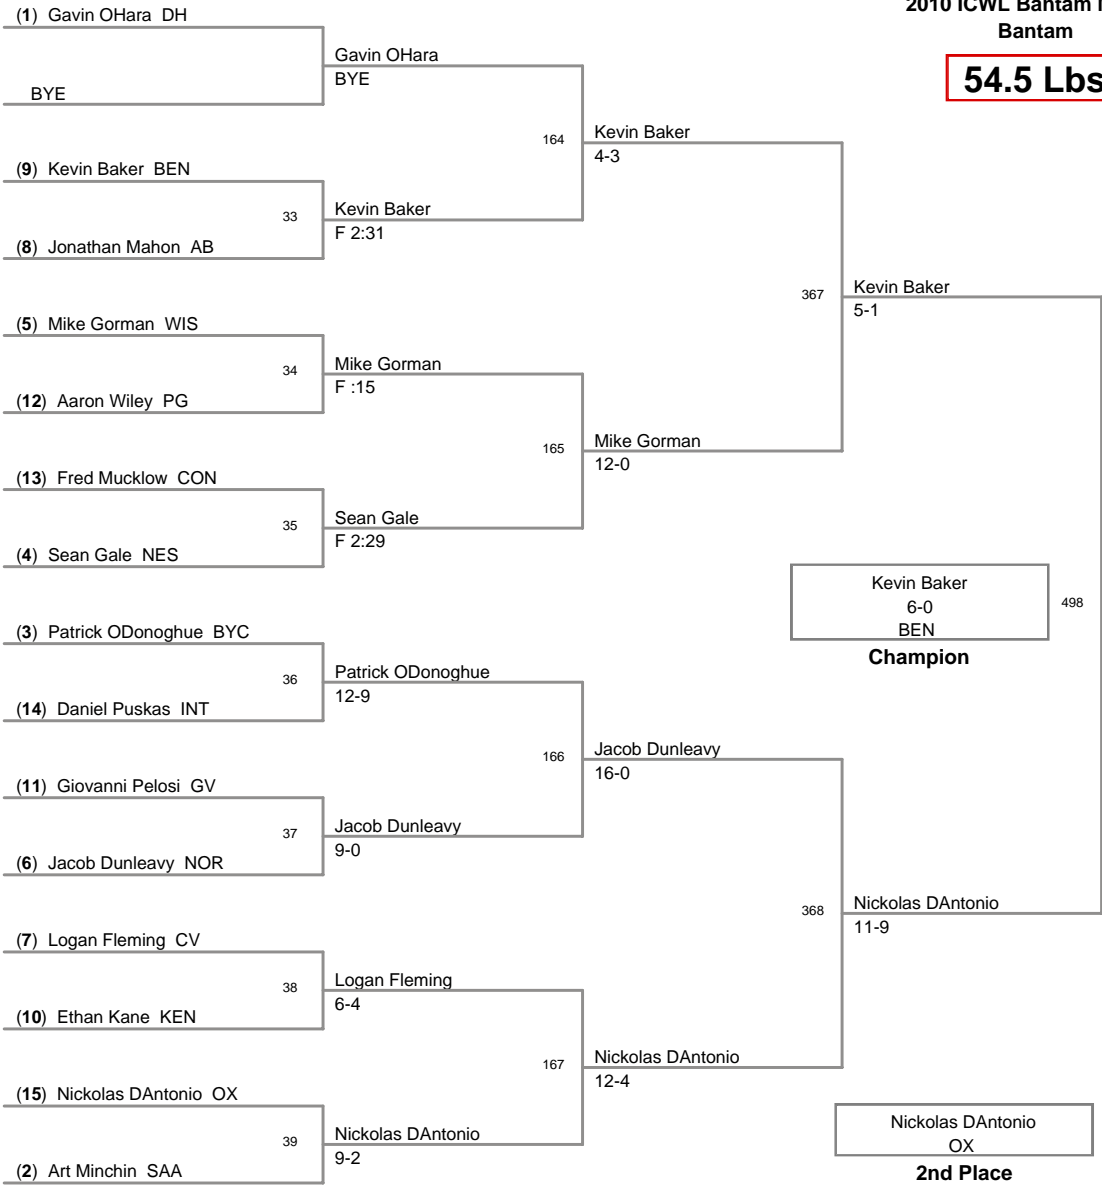 2010 ICWL Bantam
Bantam
54.5 Lbs
(1) Gavin OHara DH
BYE
(9) Kevin Baker BEN
33
(8) Jonathan Mahon AB
(5) Mike Gorman WIS
34
(12) Aaron Wiley PG
(13) Fred Mucklow CON
35
(4) Sean Gale NES
(3) Patrick ODonoghue BYC
36
(14) Daniel Puskas INT
(11) Giovanni Pelosi GV
37
(6) Jacob Dunleavy NOR
(7) Logan Fleming CV
38
(10) Ethan Kane KEN
(15) Nickolas DAntonio OX
39
(2) Art Minchin SAA
Gavin OHara
BYE
164
Kevin Baker
F 2:31
Mike Gorman
F :15
165
Sean Gale
F 2:29
Patrick ODonoghue
12-9
166
Jacob Dunleavy
9-0
Logan Fleming
6-4
167
Nickolas DAntonio
9-2
Kevin Baker
4-3
367
Mike Gorman
12-0
Jacob Dunleavy
16-0
368
Nickolas DAntonio
12-4
Kevin Baker
5-1
Nickolas DAntonio
11-9
Kevin Baker
6-0
BEN
498
Champion
Nickolas DAntonio
OX
2nd Place